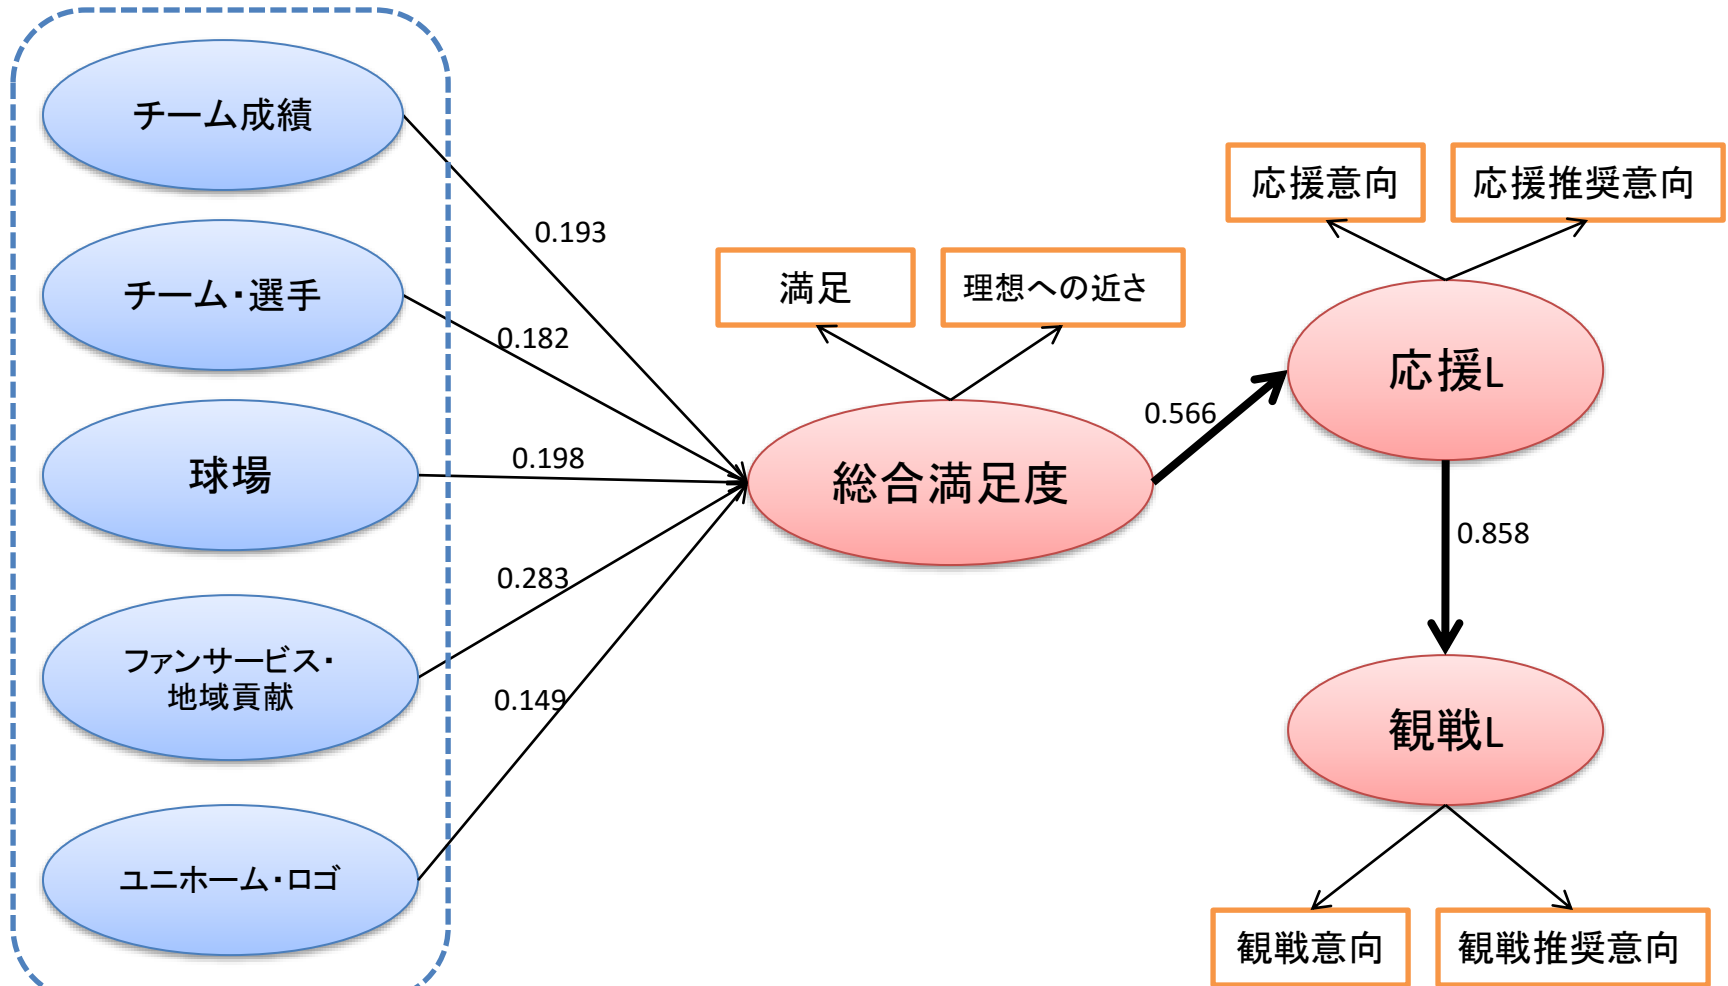 チーム成績
チーム・選手
球場
ファンサービス・
地域貢献
ユニホーム・ロゴ
0.193
0.182
0.198
0.283
0.149
満足
理想への近さ
総合満足度
0.566
応援意向
応援推奨意向
応援L
0.858
観戦L
観戦意向
観戦推奨意向